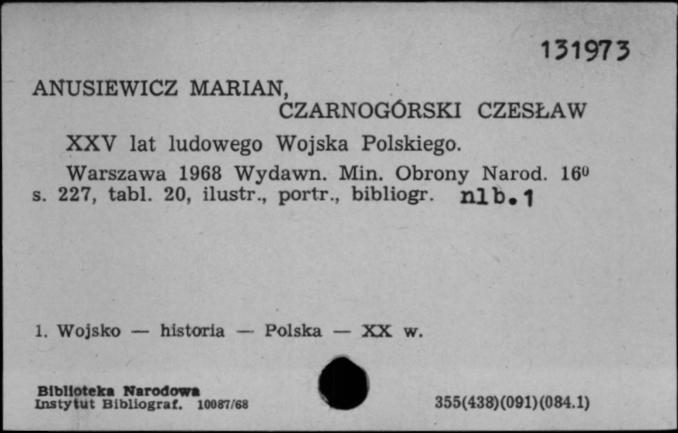 131973
ANUSIEWICZ MARIAN,
CZARNOGÓRSKI CZESŁAW
XXV lat ludowego Wojska Polskiego.
Warszawa 1968 Wydawn. Min. Obrony Narod. 16⁰
s. 227, tabl. 20, ilustr., portr., bibliogr. nlb.1
1. Wojsko — historia — Polska — XX w.
Biblioteka Narodowa
Instytut Bibliograf. 10087/68
355(438)(091)(084.1)